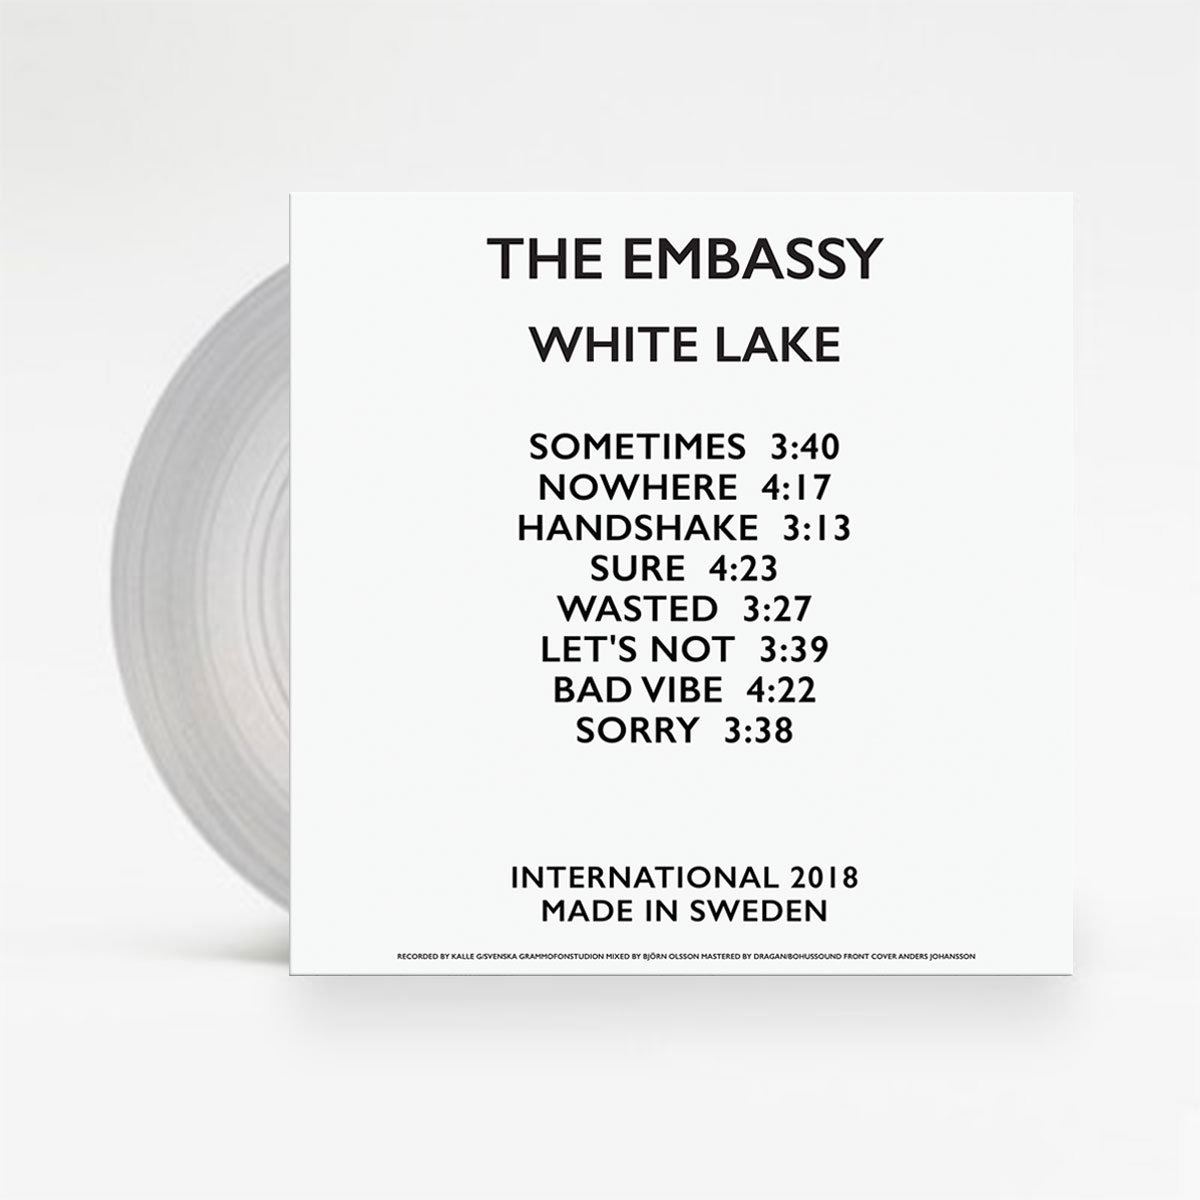 THE EMBASSY
WHITE LAKE
SOMETIMES 3:40
NOWHERE 4:17
HANDSHAKE 3:13
SURE 4:23
WASTED 3:27
LET'S NOT 3:39
BAD VIBE 4:22
SORRY 3:38
INTERNATIONAL 2018
MADE IN SWEDEN
RECORDED BY KALLE G/SVENSKA GRAMMOFONSTUDION MIXED BY BJÖRN OLSSON MASTERED BY DRAGAN/BOHUSSOUND FRONT COVER ANDERS JOHANSSON